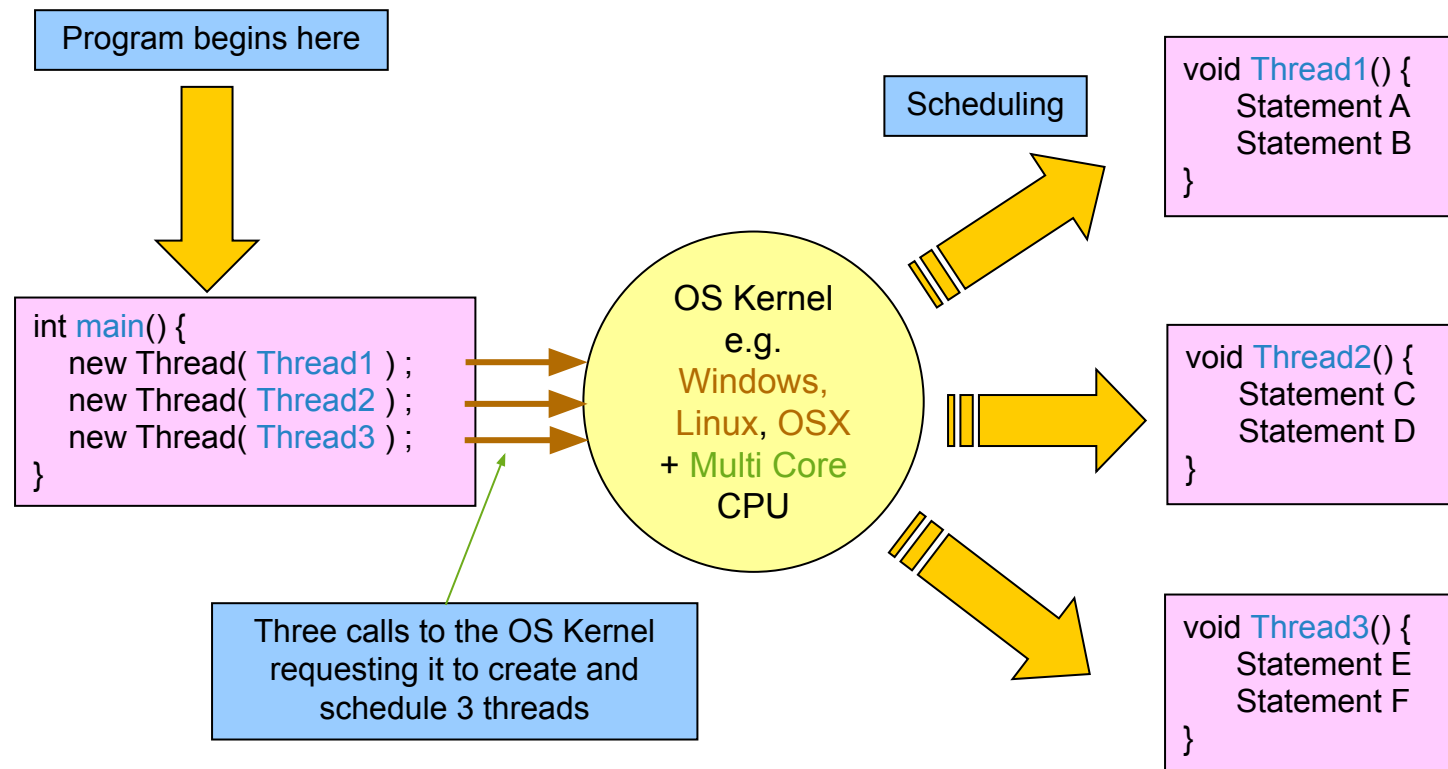 Program begins here
int main() {
new Thread( Thread1 ) ;
new Thread( Thread2 ) ;
new Thread( Thread3 ) ;
}
Three calls to the OS Kernel
requesting it to create and
schedule 3 threads
OS Kernel
e.g.
Windows,
Linux, OSX
+ Multi Core
CPU
Scheduling
void Thread1() {
Statement A
Statement B
}
void Thread2() {
Statement C
Statement D
}
void Thread3() {
Statement E
Statement F
}